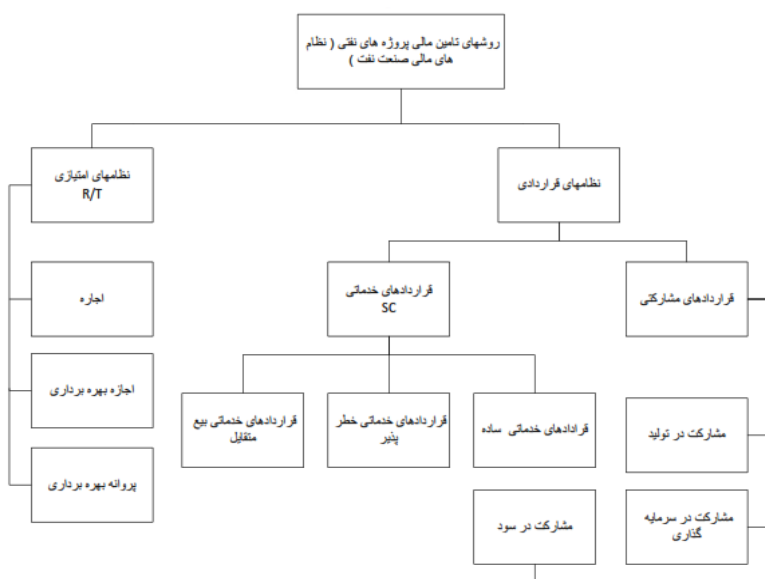 روشهای تامین مالی پروژه های نفتی ( نظام
های مالی صنعت نفت )
نظامهای قراردادی
نظامهای امتیازی
R/T
قراردادهای مشارکتی
قراردادهای خدماتی
SC
اجاره
قرادادهای خدماتی ساده
قراردادهای خدماتی خطر
پذیر
قراردادهای خدماتی بیع
متقابل
اجازه بهره برداری
مشارکت در تولید
پروانه بهره برداری
مشارکت در سرمایه
گذاری
مشارکت در سود